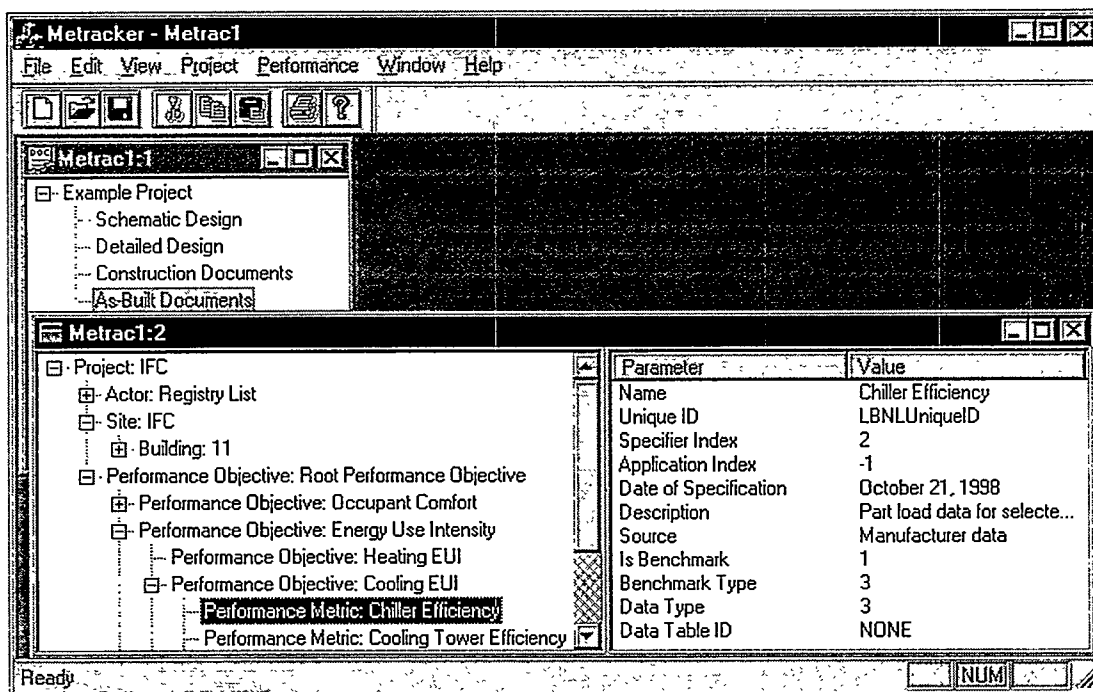 Metracker - Metrac1
File Edit View Project Performance Window Help
Metrac1:1
Example Project
Schematic Design
Detailed Design
Construction Documents
As-Built Documents
Metrac1:2
Project: IFC
Actor: Registry List
Site: IFC
Building: 11
Performance Objective: Root Performance Objective
Performance Objective: Occupant Comfort
Performance Objective: Energy Use Intensity
Performance Objective: Heating EUI
Performance Objective: Cooling EUI
Performance Metric: Chiller Efficiency
Performance Metric: Cooling Tower Efficiency
Parameter Value
Name Chiller Efficiency
Unique ID LBNLUniqueID
Specifier Index 2
Application Index -1
Date of Specification October 21, 1998
Description Part load data for selecte...
Source Manufacturer data
Is Benchmark 1
Benchmark Type 3
Data Type 3
Data Table ID NONE
Ready NUM